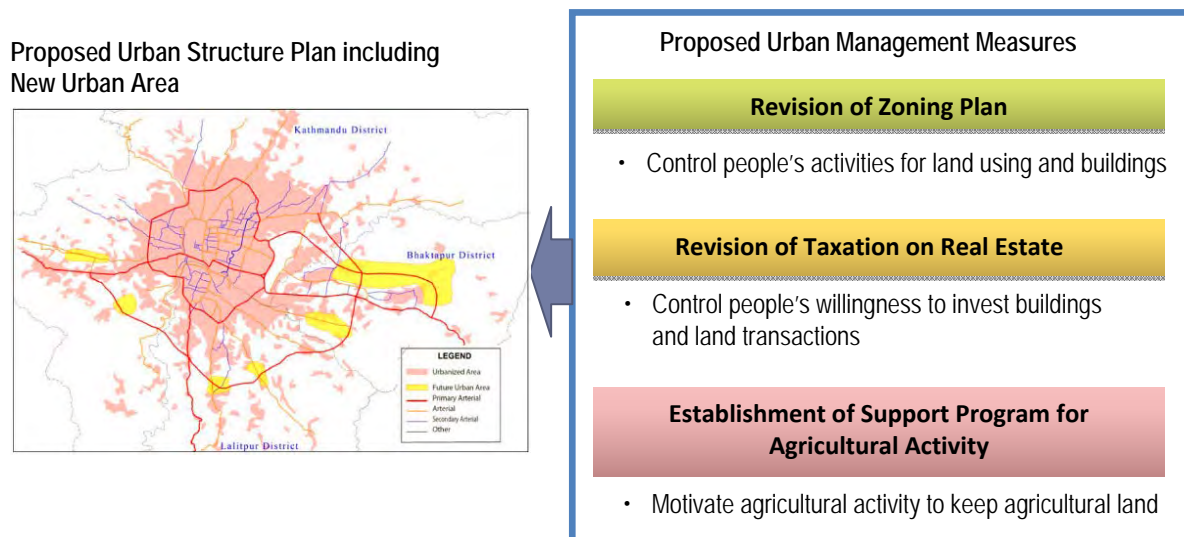 Proposed Urban Structure Plan including
New Urban Area
Kathmandu District
Bhaktapur District
Lalitpur District
LEGEND
Urbanized Area
Future Urban Area
Primary Arterial
Arterial
Secondary Arterial
Other
Proposed Urban Management Measures
Revision of Zoning Plan
・ Control people's activities for land using and buildings
Revision of Taxation on Real Estate
・ Control people's willingness to invest buildings
and land transactions
Establishment of Support Program for
Agricultural Activity
・ Motivate agricultural activity to keep agricultural land